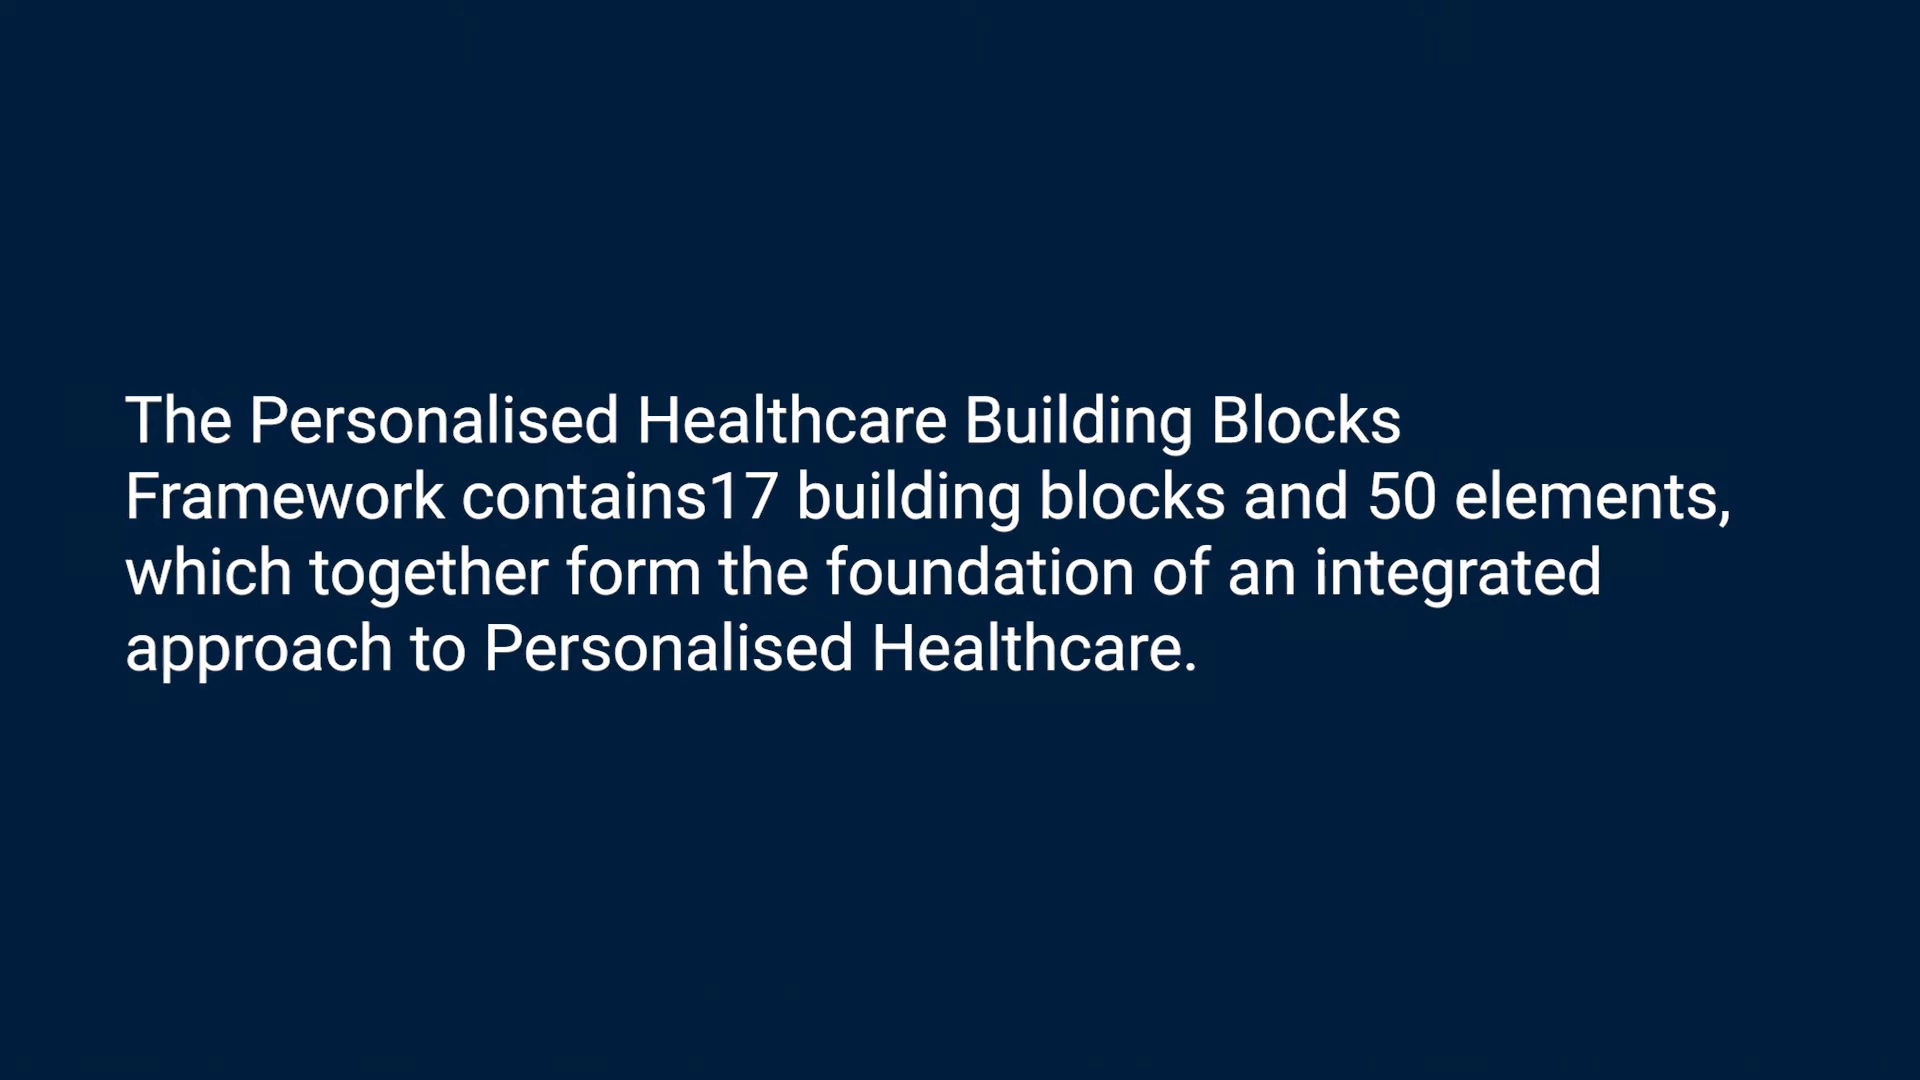 The Personalised Healthcare Building Blocks
Framework contains17 building blocks and 50 elements,
which together form the foundation of an integrated
approach to Personalised Healthcare.